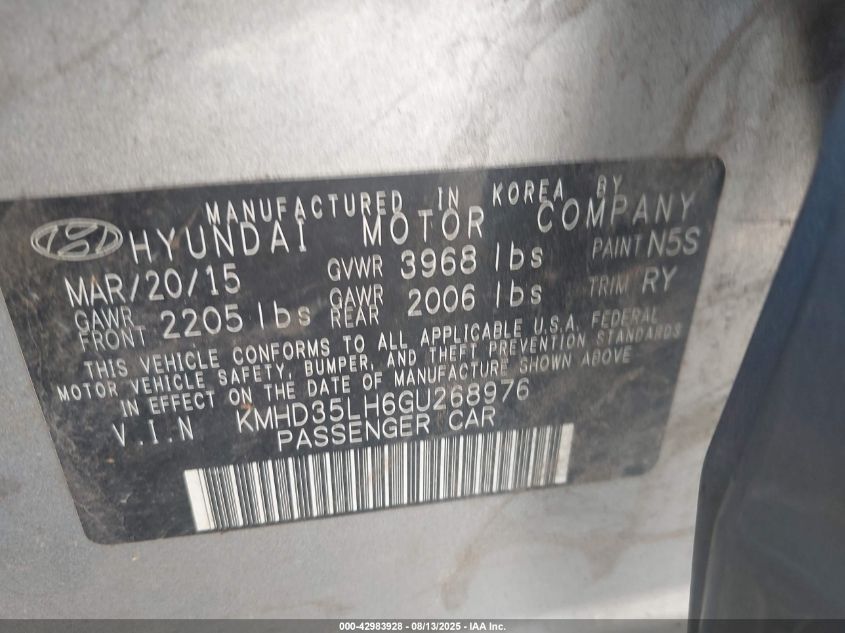 MANUFACTURED IN KOREA BY
HYUNDAI MOTOR COMPANY
MAR/20/15 GVWR 3968 lbs PAINT N5S
GAWR FRONT 2205 lbs GAWR REAR 2006 lbs TRIM RY
THIS VEHICLE CONFORMS TO ALL APPLICABLE U.S.A. FEDERAL
MOTOR VEHICLE SAFETY, BUMPER, AND THEFT PREVENTION STANDARDS
IN EFFECT ON THE DATE OF MANUFACTURE SHOWN ABOVE
V.I.N KMHD35LH6GU268976
PASSENGER CAR
000-42983928 - 08/13/2025 - IAA Inc.